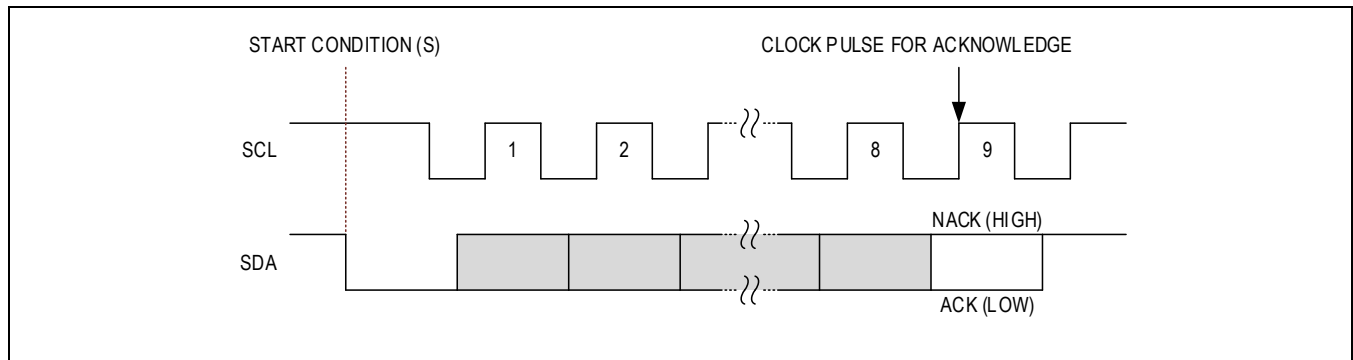 START CONDITION (S)
CLOCK PULSE FOR ACKNOWLEDGE
SCL
1
2
8
9
NACK (HIGH)
SDA
ACK (LOW)